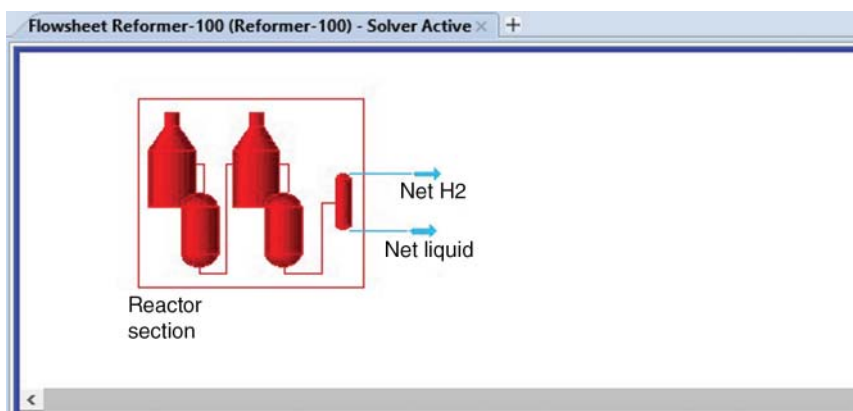 Flowsheet Reformer-100 (Reformer-100) - Solver Active
Net H2
Net liquid
Reactor
section